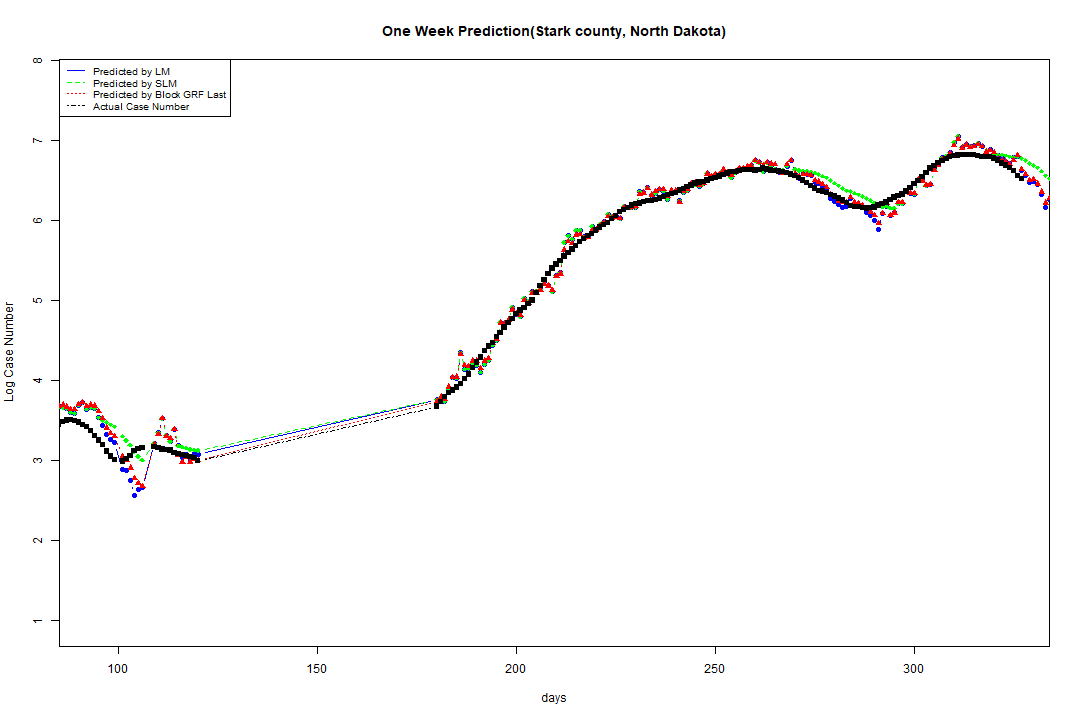 One Week Prediction(Stark county, North Dakota)
Predicted by LM
Predicted by SLM
Predicted by Block GRF Last
Actual Case Number
8
7
6
5
4
3
2
1
Log Case Number
100 150 200 250 300
days